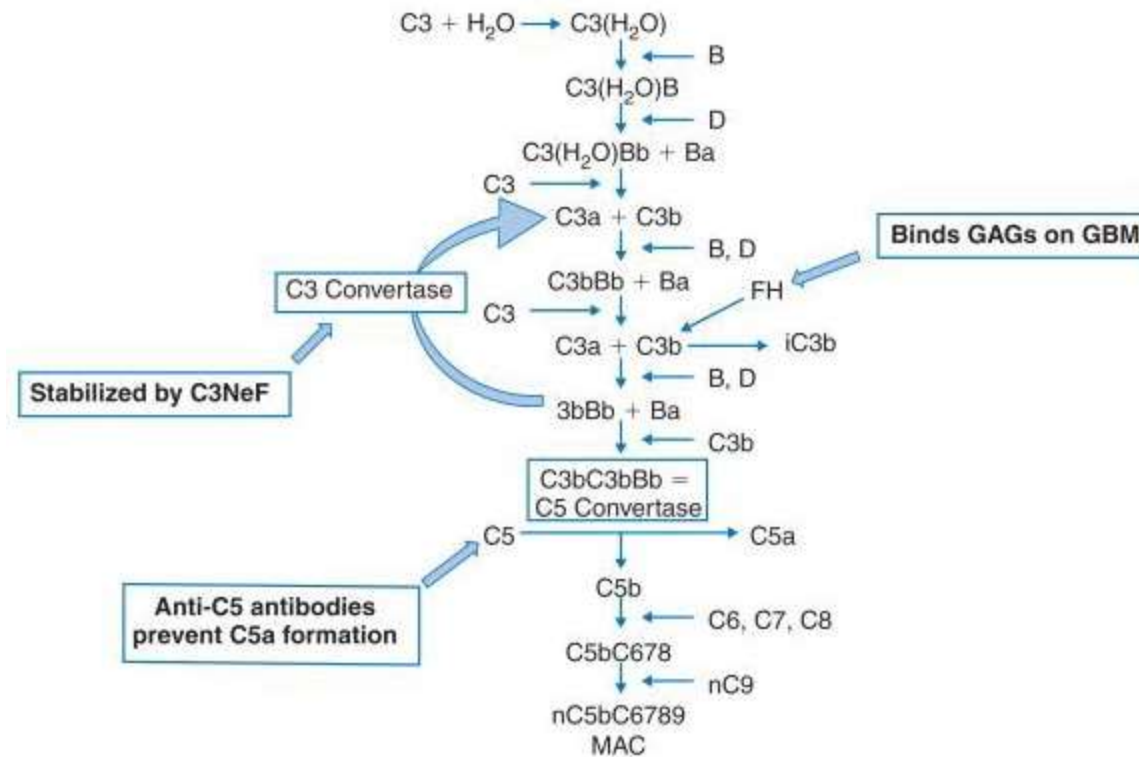 C3 + H₂O C3(H₂O)
B
C3(H₂O)B
D
C3(H₂O)Bb + Ba
C3
C3a + C3b
B, D
Binds GAGs on GBM
C3 Convertase
C3bBb + Ba
FH
C3
C3a + C3b
iC3b
B, D
Stabilized by C3NeF
3bBb + Ba
C3b
C3bC3bBb =
C5 Convertase
C5
C5a
C5b
Anti-C5 antibodies
prevent C5a formation
C6, C7, C8
C5bC678
nC9
nC5bC6789
MAC